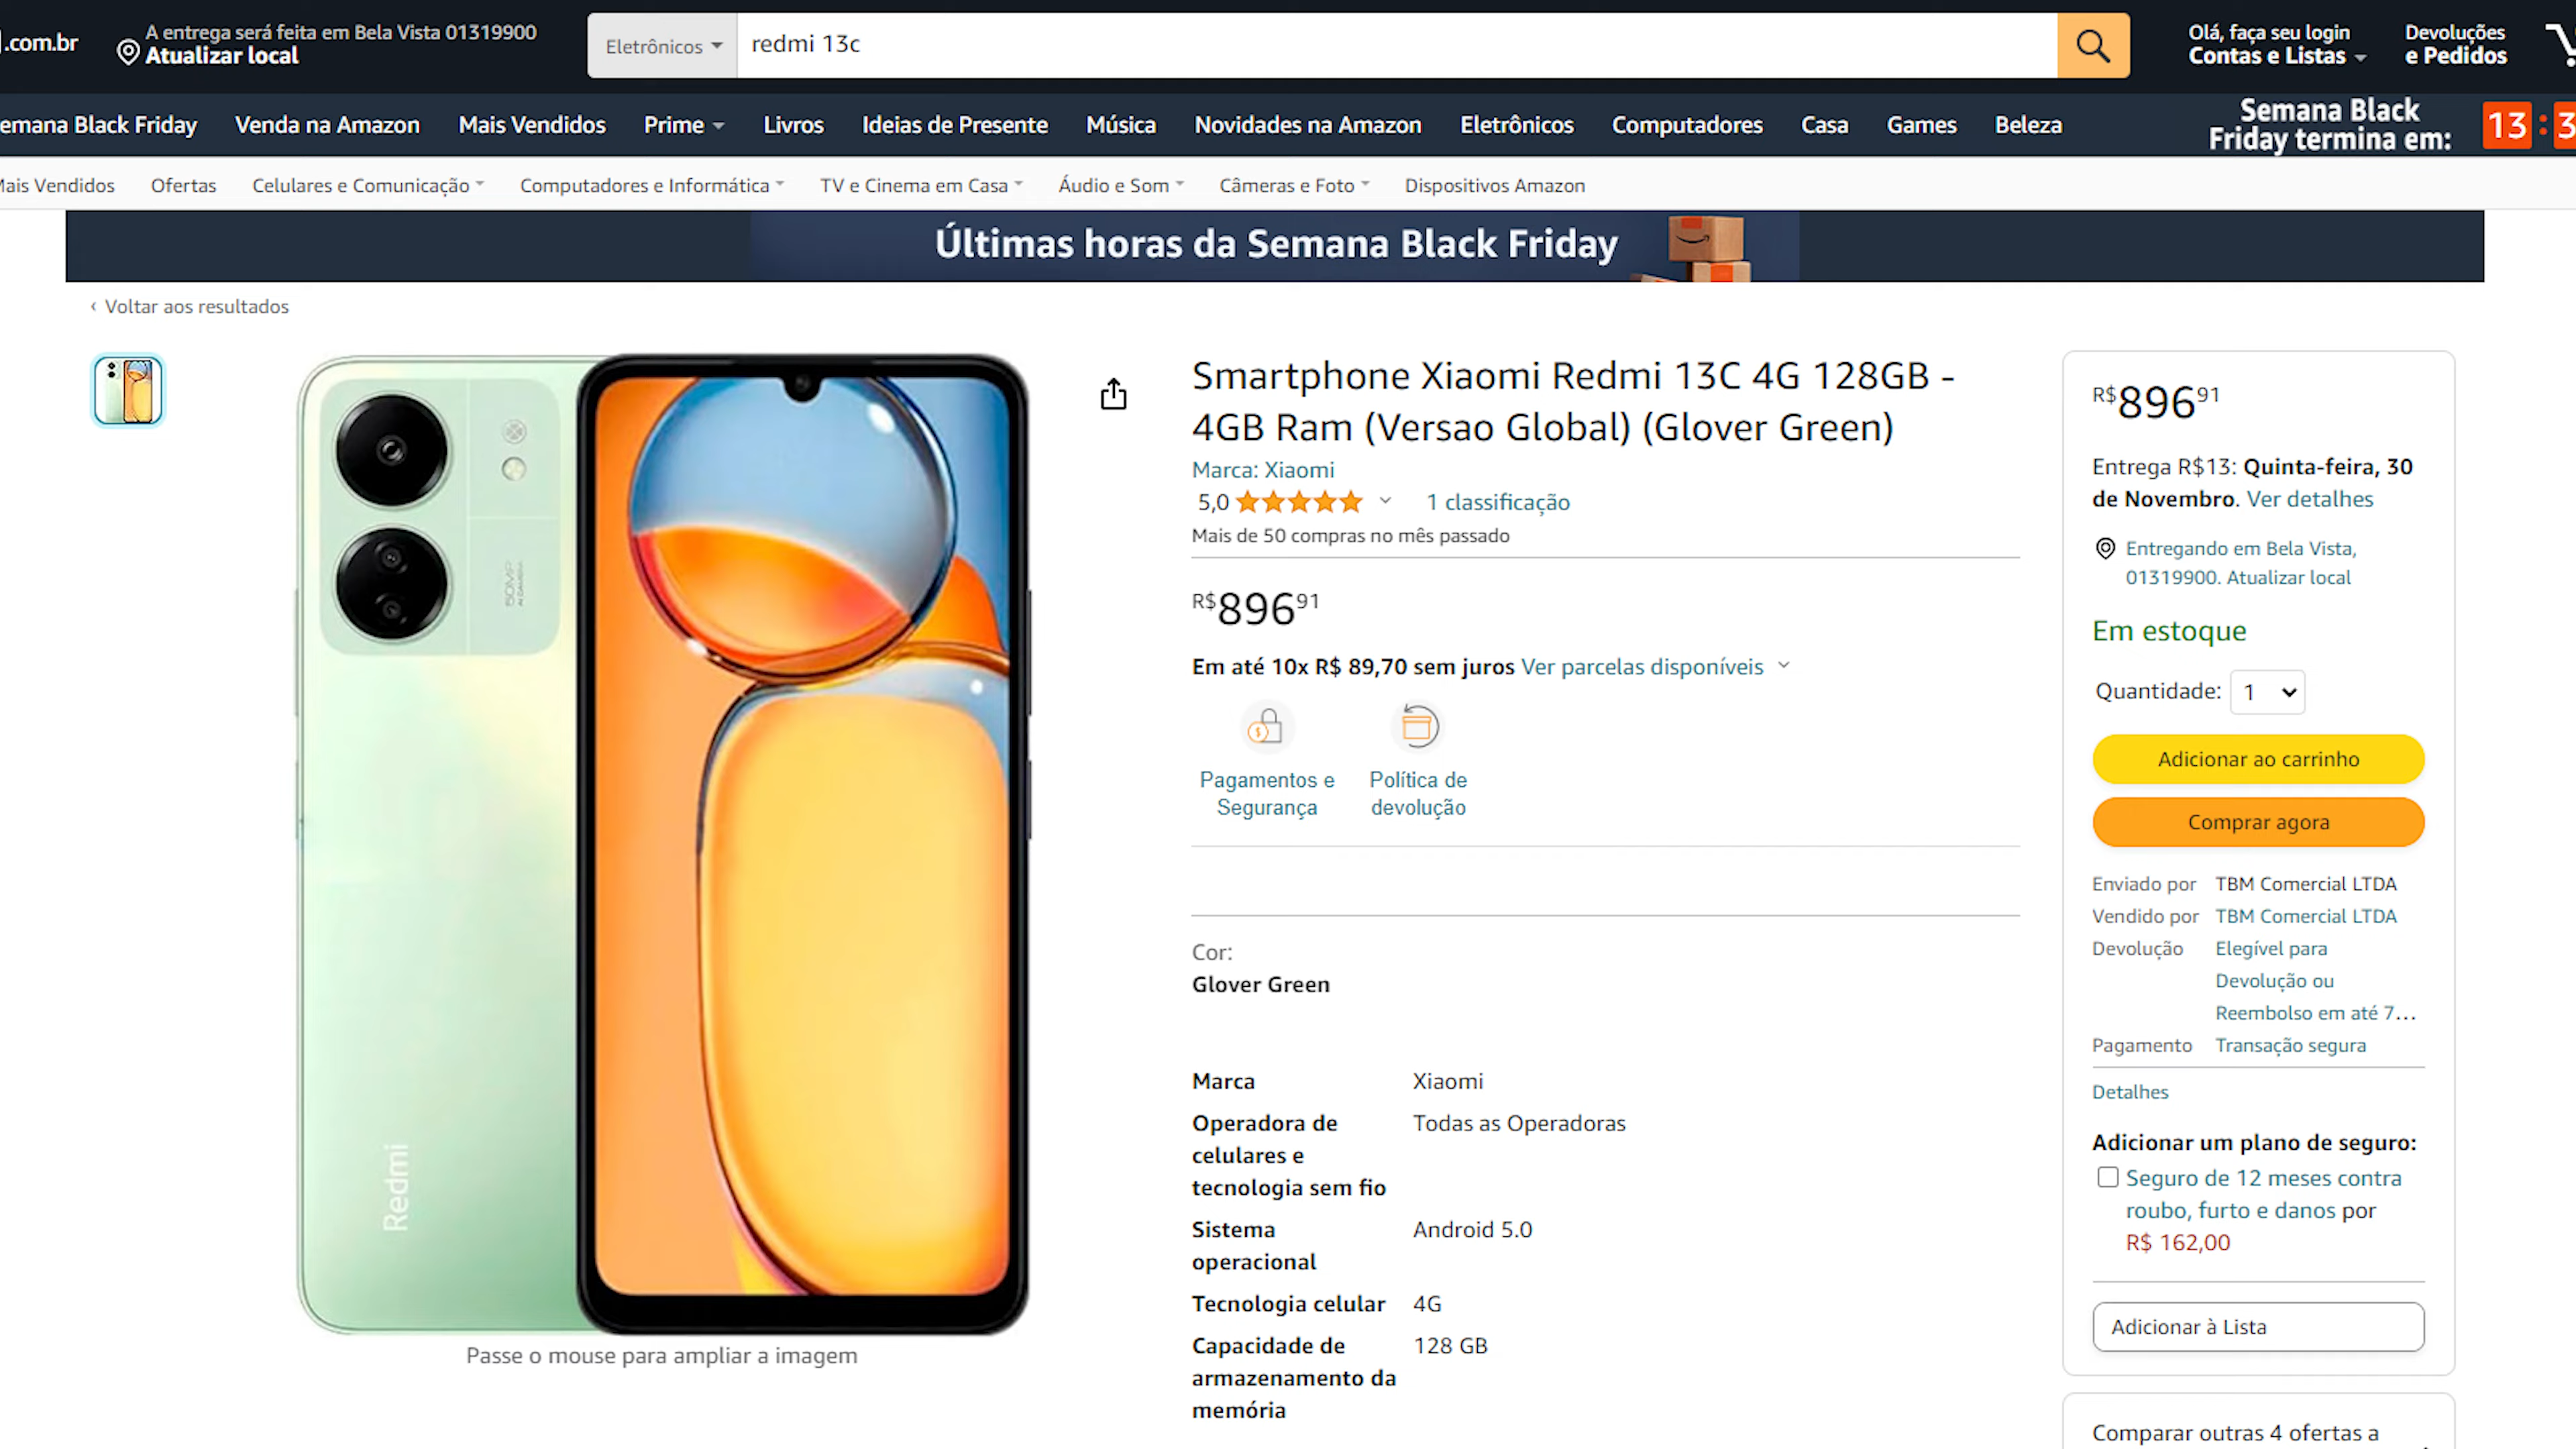 .com.br
A entrega será feita em Bela Vista 01319900
Atualizar local
Eletrônicos
redmi 13c
Olá, faça seu login
Contas e Listas
Devoluções
e Pedidos
emana Black Friday
Venda na Amazon
Mais Vendidos
Prime
Livros
Ideias de Presente
Música
Novidades na Amazon
Eletrônicos
Computadores
Casa
Games
Beleza
Semana Black
Friday termina em:
13 : 3
Mais Vendidos
Ofertas
Celulares e Comunicação
Computadores e Informática
TV e Cinema em Casa
Áudio e Som
Câmeras e Foto
Dispositivos Amazon
Últimas horas da Semana Black Friday
‹ Voltar aos resultados
50MP
AI CAMERA
Redmi
Passe o mouse para ampliar a imagem
Smartphone Xiaomi Redmi 13C 4G 128GB -
4GB Ram (Versao Global) (Glover Green)
Marca: Xiaomi
5,0
1 classificação
Mais de 50 compras no mês passado
R$89691
Em até 10x R$ 89,70 sem juros Ver parcelas disponíveis
Pagamentos e
Segurança
Política de
devolução
Cor:
Glover Green
Marca Xiaomi
Operadora de Todas as Operadoras
celulares e
tecnologia sem fio
Sistema Android 5.0
operacional
Tecnologia celular 4G
Capacidade de 128 GB
armazenamento da
memória
R$89691
Entrega R$13: Quinta-feira, 30
de Novembro. Ver detalhes
Entregando em Bela Vista,
01319900. Atualizar local
Em estoque
Quantidade: 1
Adicionar ao carrinho
Comprar agora
Enviado por TBM Comercial LTDA
Vendido por TBM Comercial LTDA
Devolução Elegível para
Devolução ou
Reembolso em até 7...
Pagamento Transação segura
Detalhes
Adicionar um plano de seguro:
Seguro de 12 meses contra
roubo, furto e danos por
R$ 162,00
Adicionar à Lista
Comparar outras 4 ofertas a